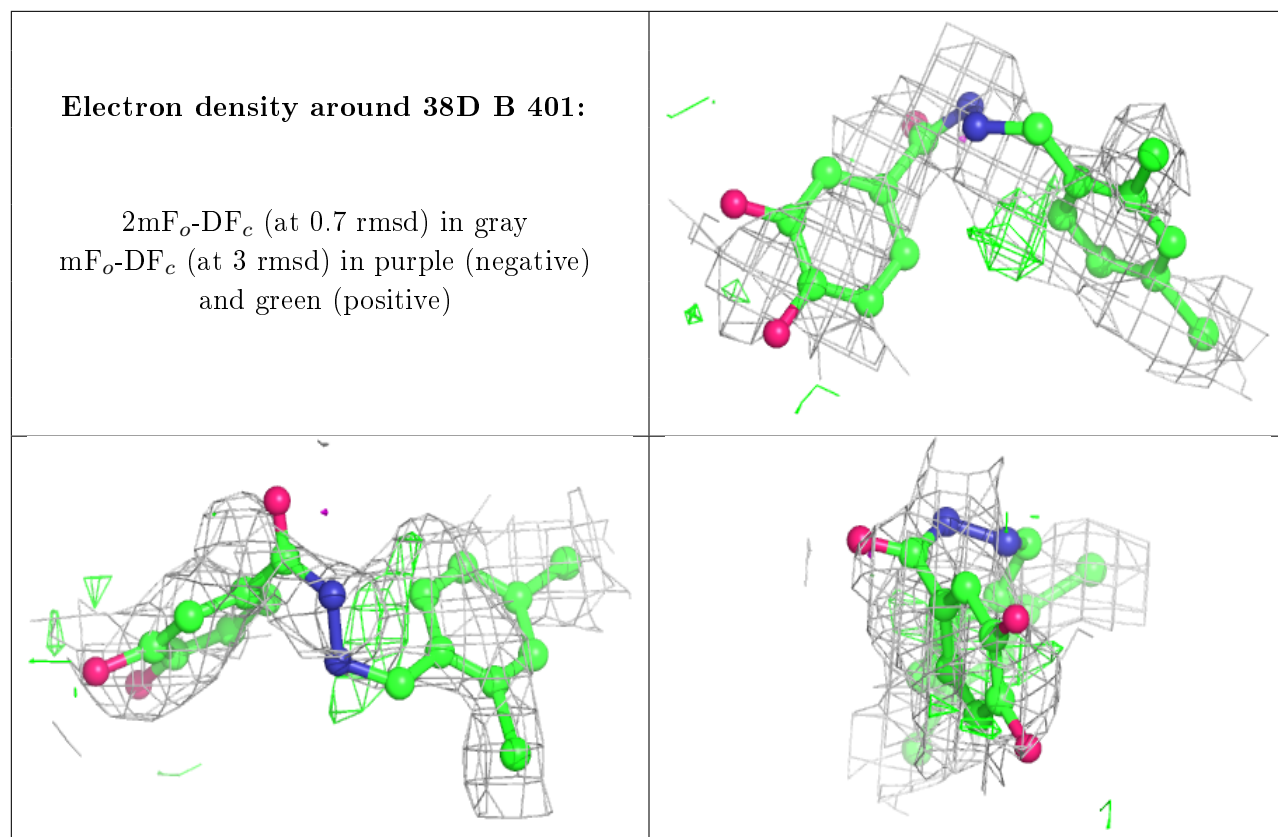 Electron density around 38D B 401:
2mFo-DFc (at 0.7 rmsd) in gray
mFo-DFc (at 3 rmsd) in purple (negative)
and green (positive)